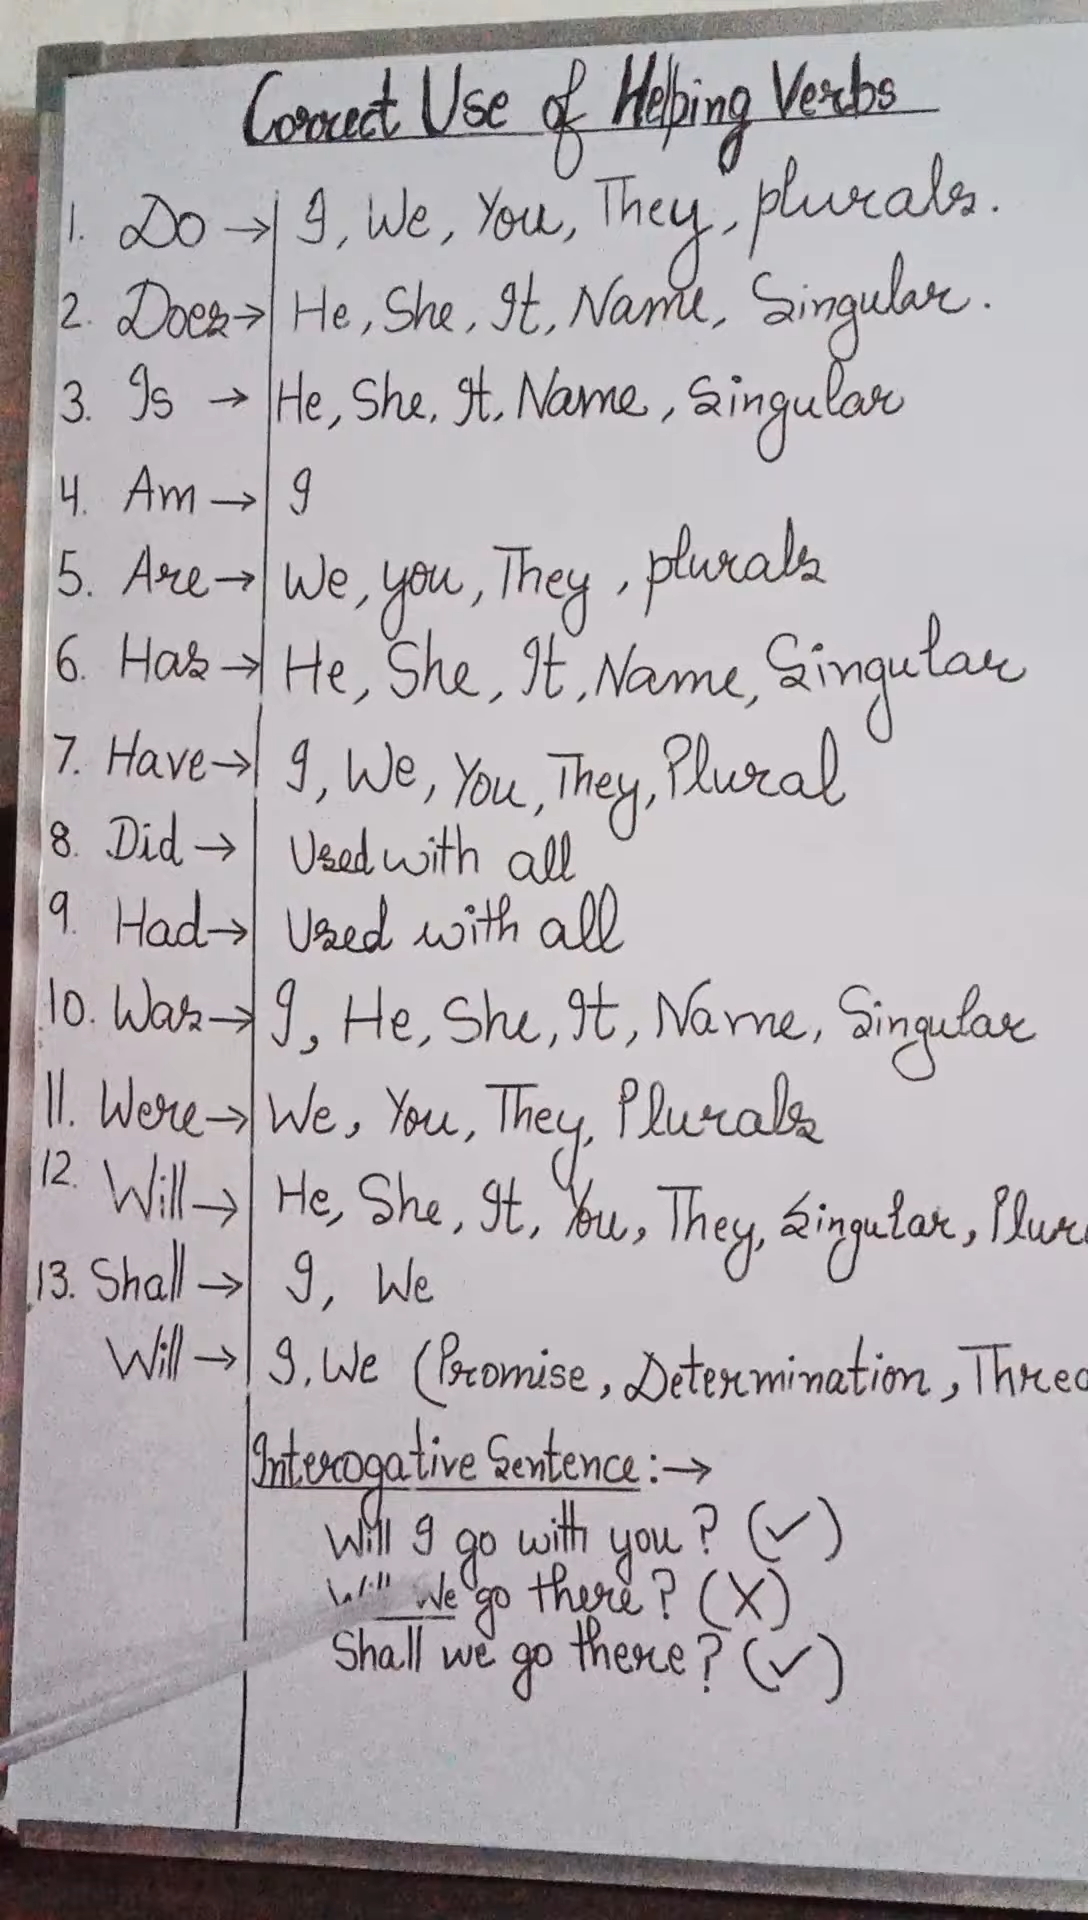 Correct Use of Helping Verbs
1. Do → I, We, You, They, plurals.
2. Does → He, She, It, Name, Singular.
3. Is → He, She, It, Name, Singular
4. Am → I
5. Are → We, you, They, plurals
6. Has → He, She, It, Name, Singular
7. Have → I, We, You, They, Plural
8. Did → Used with all
9. Had → Used with all
10. Was → I, He, She, It, Name, Singular
11. Were → We, You, They, Plurals
12. Will → He, She, It, You, They, Singular, Plur
13. Shall → I, We
Will → I, We (Promise, Determination, Threa
Interogative Sentence :→
Will I go with you? (✓)
Will We go there? (X)
Shall we go there? (✓)